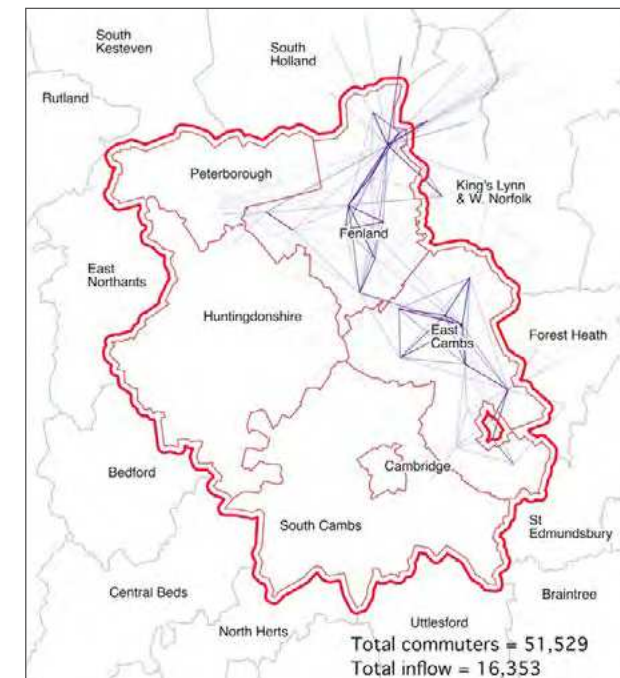 South
Kesteven
South
Holland
Rutland
Peterborough
King's Lynn
& W. Norfolk
Fenland
East
Northants
Huntingdonshire
East
Cambs
Forest Heath
Bedford
Cambridge
South Cambs
St
Edmundsbury
Central Beds
Braintree
North Herts
Uttlesford
Total commuters = 51,529
Total inflow = 16,353